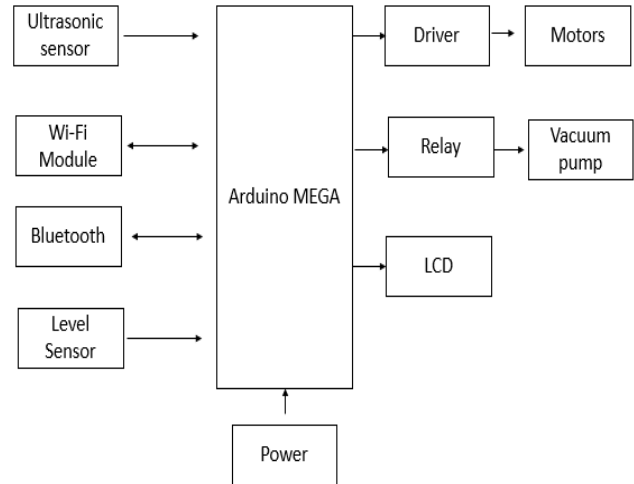 Ultrasonic
sensor
Wi-Fi
Module
Bluetooth
Level
Sensor
Arduino MEGA
Power
Driver
Motors
Relay
Vacuum
pump
LCD